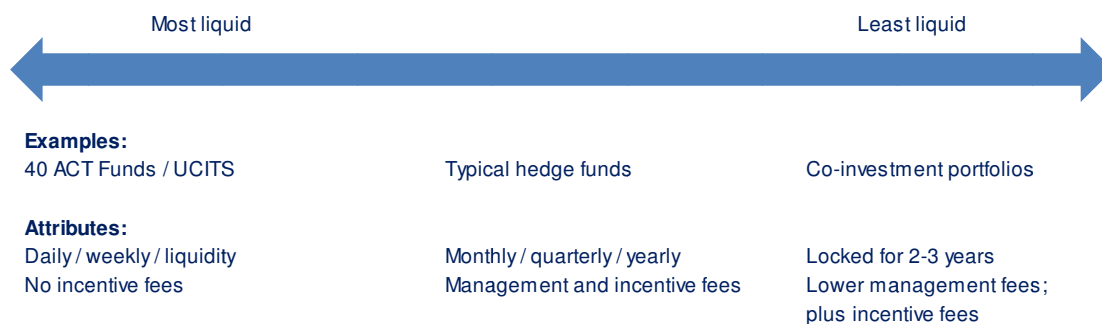 Most liquid Least liquid
Examples:
40 ACT Funds / UCITS Typical hedge funds Co-investment portfolios
Attributes:
Daily / weekly / liquidity Monthly / quarterly / yearly Locked for 2-3 years
No incentive fees Management and incentive fees Lower management fees;
plus incentive fees